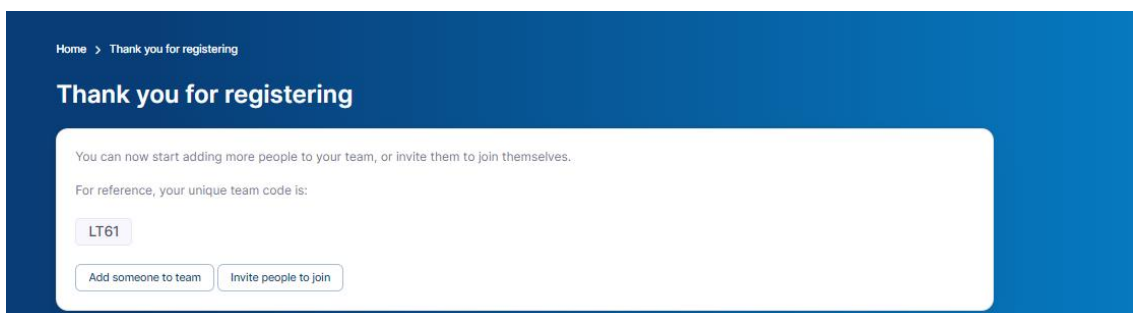 Home > Thank you for registering
Thank you for registering
You can now start adding more people to your team, or invite them to join themselves.
For reference, your unique team code is:
LT61
Add someone to team Invite people to join